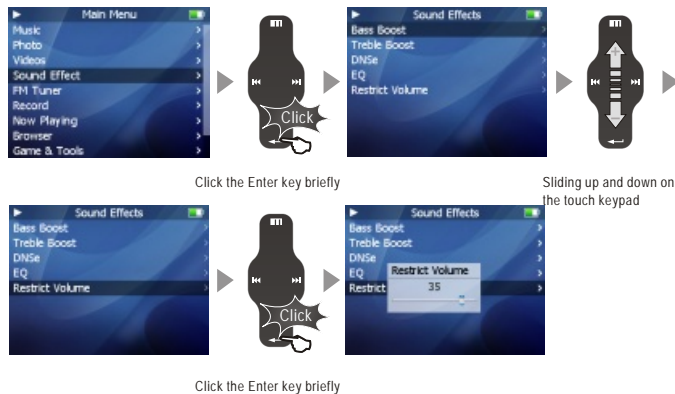 Main Menu
Music
Photo
Videos
Sound Effect
FM Tuner
Record
Now Playing
Browser
Game & Tools
Click
Sound Effects
Bass Boost
Treble Boost
DNSe
EQ
Restrict Volume
Click the Enter key briefly
Sliding up and down on
the touch keypad
Sound Effects
Bass Boost
Treble Boost
DNSe
EQ
Restrict Volume
Click
Sound Effects
Bass Boost
Treble Boost
DNSe
EQ
Restrict
Restrict Volume
35
Click the Enter key briefly